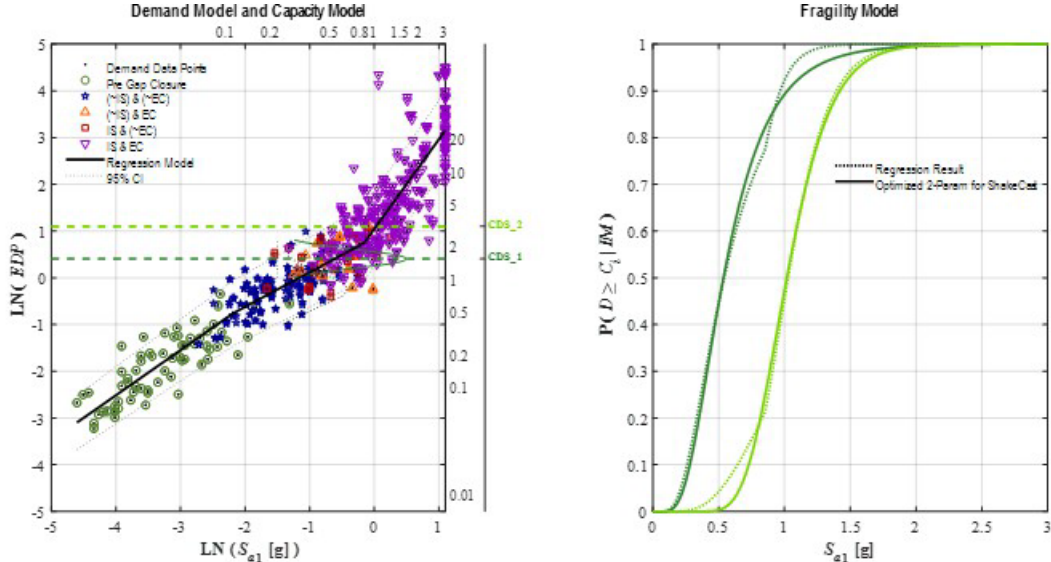 Demand Model and Capacity Model
0.1 0.2 0.5 0.81 1.5 2 3
5
4
3
2
1
0
-1
-2
-3
-4
-5
LN( EDP)
Demand Data Points
Pre Gap Closure
(~IS) & (~EC)
(~IS) & EC
IS & (~EC)
IS & EC
Regression Model
95% CI
20
10
5
2
1
0.5
0.2
0.1
0.01
CDS_2
CDS_1
-5 -4 -3 -2 -1 0 1
LN (Sa1 [g] )
Fragility Model
1
0.9
0.8
0.7
0.6
0.5
0.4
0.3
0.2
0.1
0
P( D ≥ Ci | IM)
Regression Result
Optimized 2-Param for ShakeCast
0 0.5 1 1.5 2 2.5 3
Sa1 [g]